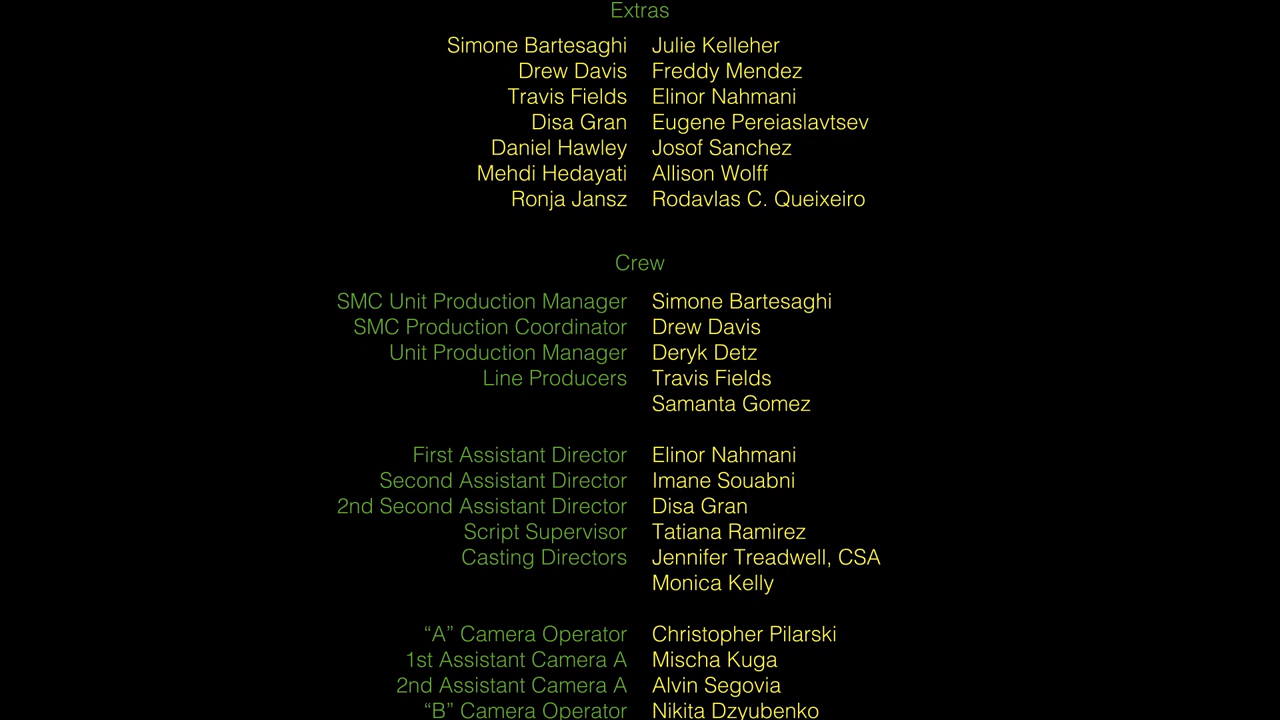 Extras
Simone Bartesaghi Julie Kelleher
Drew Davis Freddy Mendez
Travis Fields Elinor Nahmani
Disa Gran Eugene Pereiaslavtsev
Daniel Hawley Josof Sanchez
Mehdi Hedayati Allison Wolff
Ronja Jansz Rodavlas C. Queixeiro
Crew
SMC Unit Production Manager Simone Bartesaghi
SMC Production Coordinator Drew Davis
Unit Production Manager Deryk Detz
Line Producers Travis Fields
Samanta Gomez
First Assistant Director Elinor Nahmani
Second Assistant Director Imane Souabni
2nd Second Assistant Director Disa Gran
Script Supervisor Tatiana Ramirez
Casting Directors Jennifer Treadwell, CSA
Monica Kelly
“A” Camera Operator Christopher Pilarski
1st Assistant Camera A Mischa Kuga
2nd Assistant Camera A Alvin Segovia
“B” Camera Operator Nikita Dzyubenko